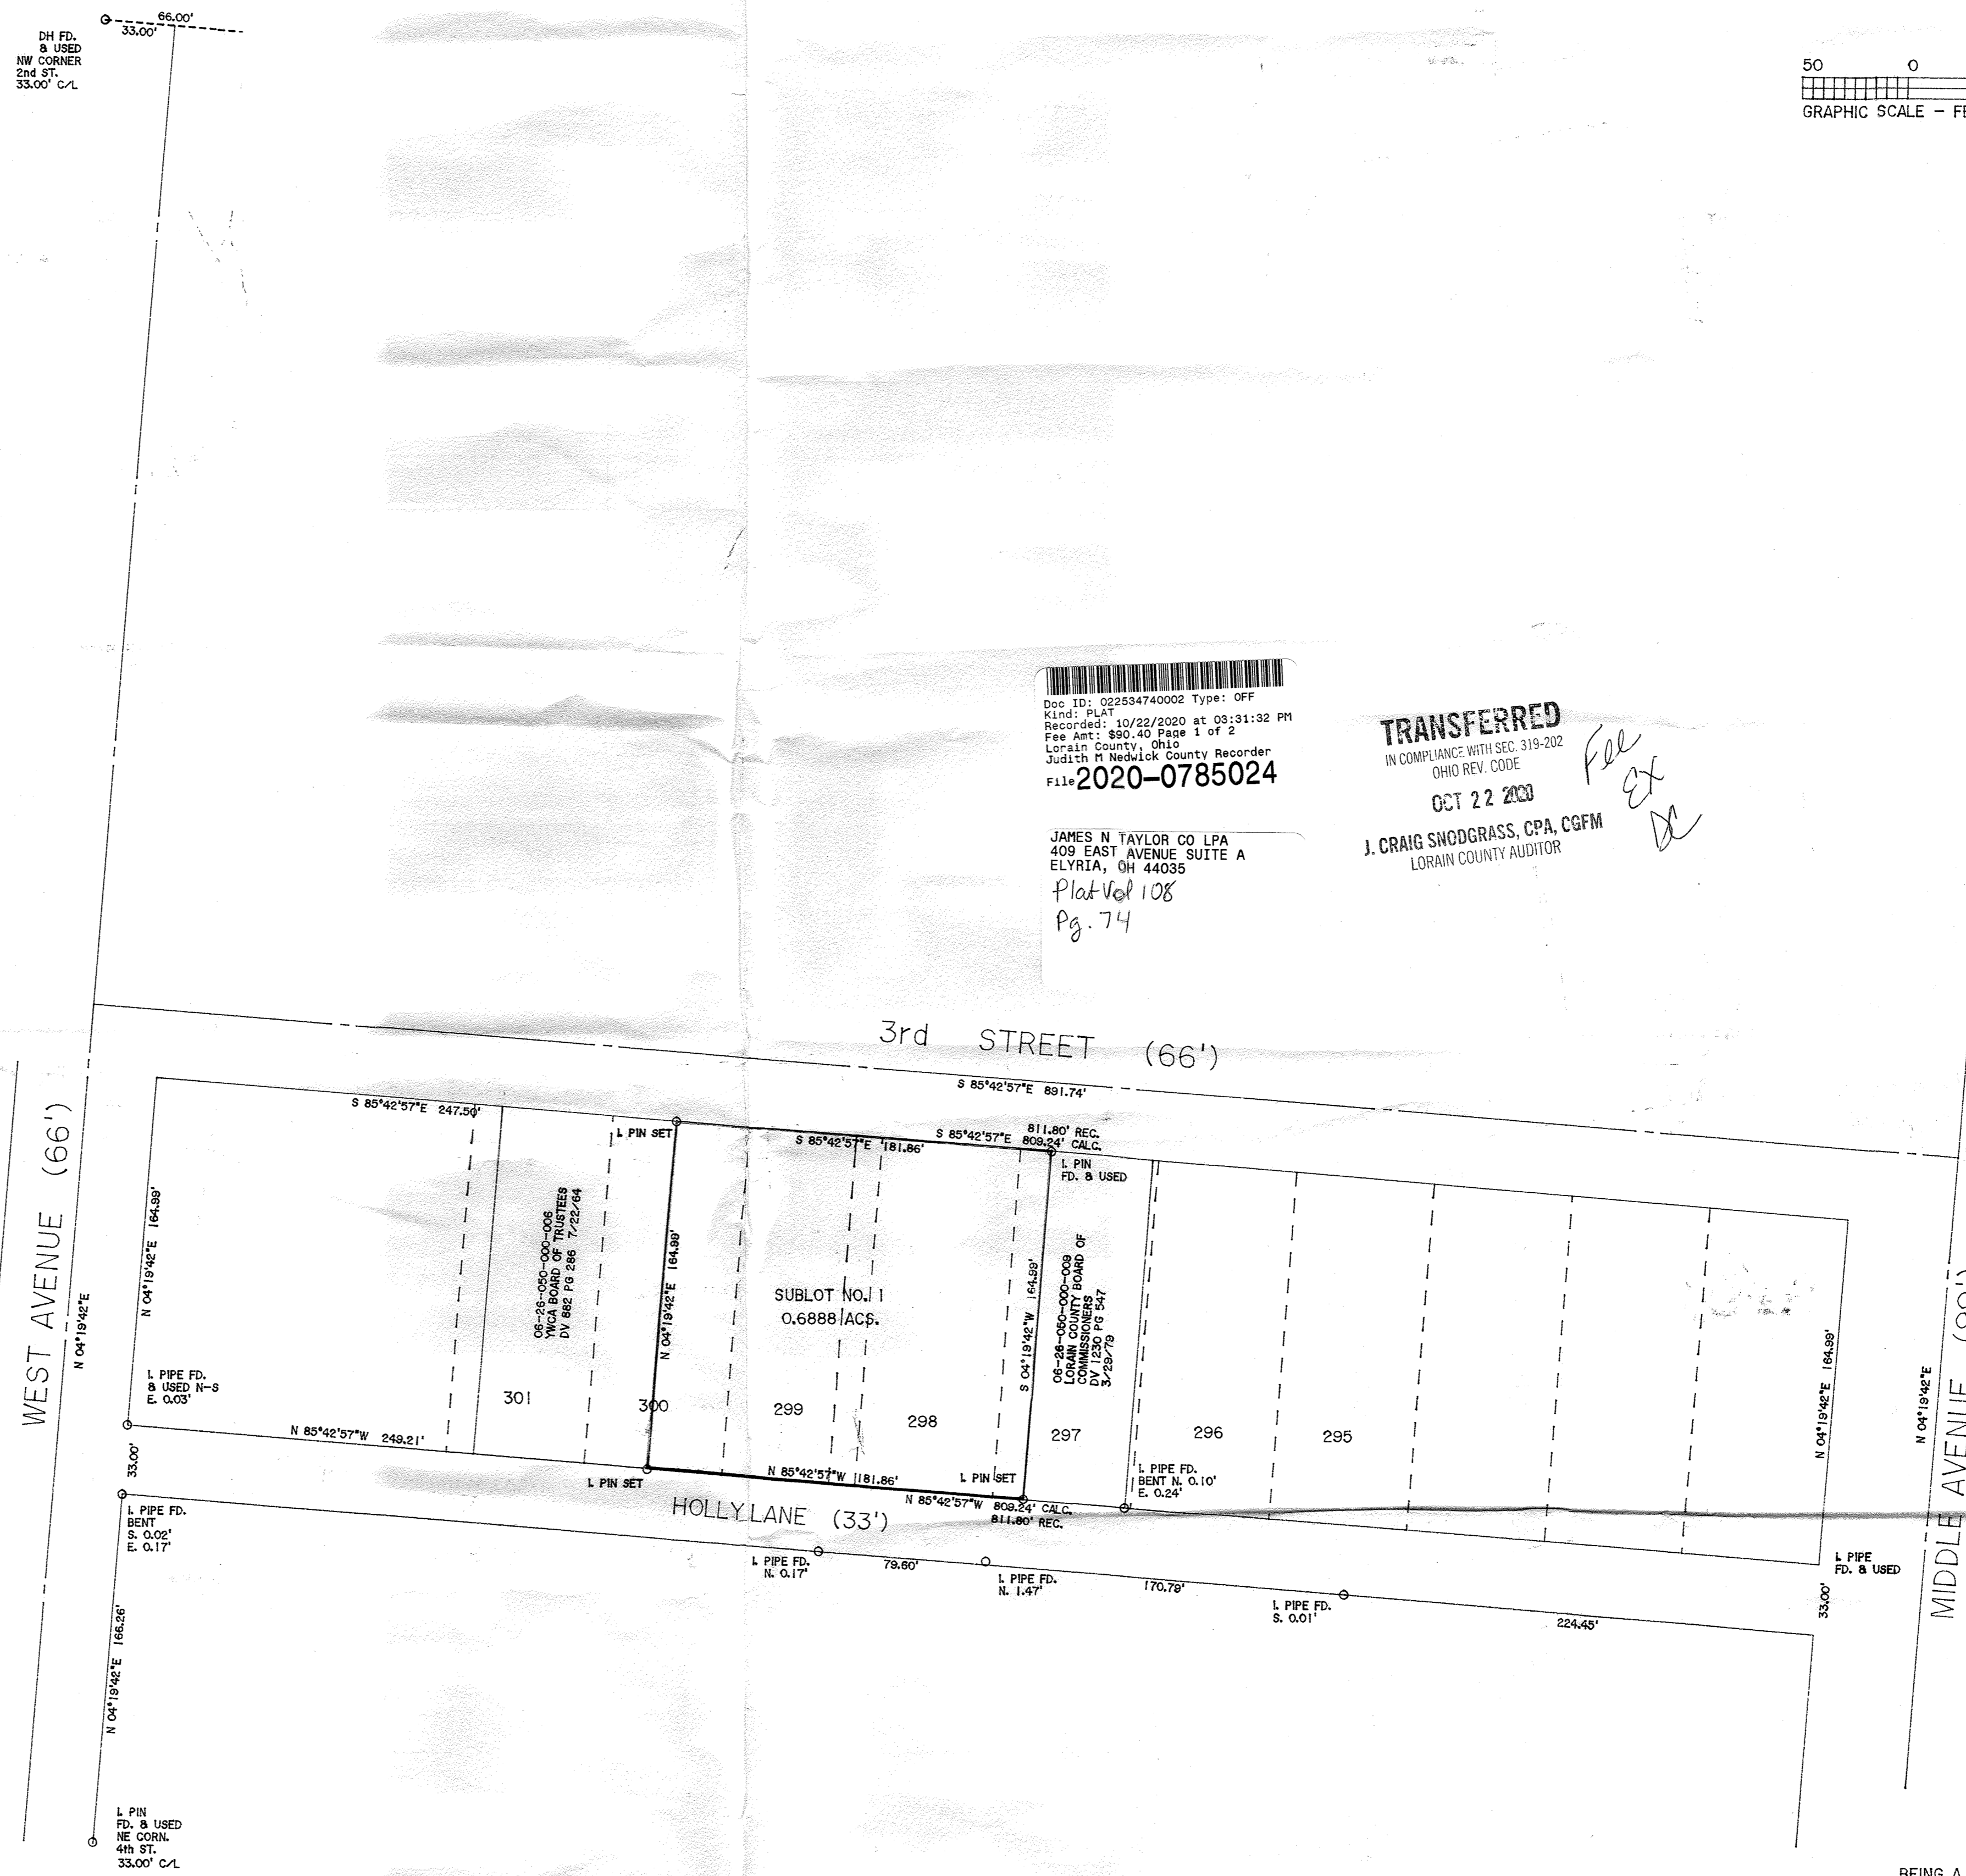 66.00'
33.00'
DH FD.
& USED
NW CORNER
2nd ST.
33.00' C/L
50 0
GRAPHIC SCALE - FE
Doc ID: 022534740002 Type: OFF
Kind: PLAT
Recorded: 10/22/2020 at 03:31:32 PM
Fee Amt: $90.40 Page 1 of 2
Lorain County, Ohio
Judith M Nedwick County Recorder
File 2020-0785024
JAMES N TAYLOR CO LPA
409 EAST AVENUE SUITE A
ELYRIA, OH 44035
Plat Vol 108
Pg. 74
TRANSFERRED
IN COMPLIANCE WITH SEC. 319-202
OHIO REV. CODE
OCT 22 2020
J. CRAIG SNODGRASS, CPA, CGFM
LORAIN COUNTY AUDITOR
Fee
Ex
DC
3rd STREET (66')
S 85°42'57"E 891.74'
S 85°42'57"E 247.50'
I. PIN SET
S 85°42'57"E 181.86'
811.80' REC.
S 85°42'57"E 809.24' CALC.
I. PIN
FD. & USED
WEST AVENUE (66')
N 04°19'42"E
N 04°19'42"E 164.99'
06-26-050-000-006
YWCA BOARD OF TRUSTEES
DV 882 PG 286 7/22/64
N 04°19'42"E 164.99'
SUBLOT NO. 1
0.6888 ACS.
S 04°19'42"W 164.99'
06-26-050-000-009
LORAIN COUNTY BOARD OF
COMMISSIONERS
DV 1230 PG 547
3/29/79
N 04°19'42"E 164.99'
N 04°19'42"E
MIDDLE AVENUE
I. PIPE FD.
& USED N-S
E. 0.03'
301
300
299
298
297
296
295
N 85°42'57"W 249.21'
33.00'
I. PIN SET
N 85°42'57"W 181.86'
I. PIN SET
I. PIPE FD.
BENT N. 0.10'
E. 0.24'
N 85°42'57"W 809.24' CALC.
811.80' REC.
HOLLY LANE (33')
I. PIPE FD.
BENT
S. 0.02'
E. 0.17'
I. PIPE FD.
N. 0.17'
79.60'
I. PIPE FD.
N. 1.47'
170.79'
I. PIPE FD.
S. 0.01'
224.45'
I. PIPE
FD. & USED
33.00'
N 04°19'42"E 166.26'
I. PIN
FD. & USED
NE CORN.
4th ST.
33.00' C/L
BEING A